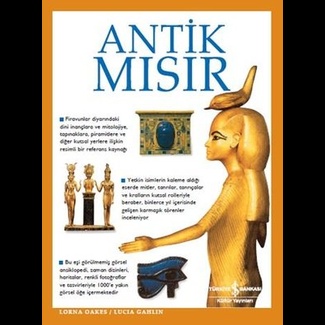 ANTİK
MISIR
Firavunlar diyarındaki
dini inanışlara ve mitolojiye,
tapınaklara, piramidlere ve
diğer kutsal yerlere ilişkin
resimli bir referans kaynağı
Yetkin isimlerin kaleme aldığı
eserde mitler, tanrılar, tanrıçalar
ve kralların kutsal rolleriyle
beraber, binlerce yıl içerisinde
gelişen karmaşık törenler
inceleniyor
Bu eşi görülmemiş görsel
ansiklopedi, zaman dizinleri,
haritalar, renkli fotoğraflar
ve tasvirleriyle 1000'e yakın
görsel öğe içermektedir
TÜRKİYE İŞ BANKASI
Kültür Yayınları
LORNA OAKES / LUCIA GAHLIN